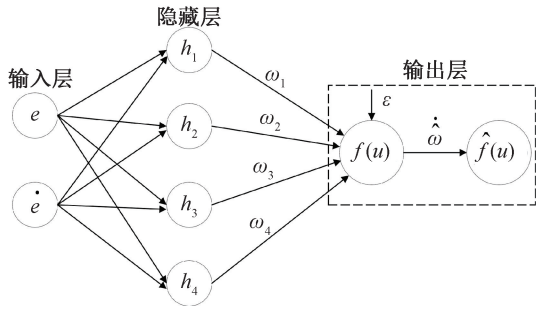 隐藏层
输入层
输出层
e
ė
h₁
h₂
h₃
h₄
ω₁
ω₂
ω₃
ω₄
ε
f(u)
ω̂̇
f̂(u)